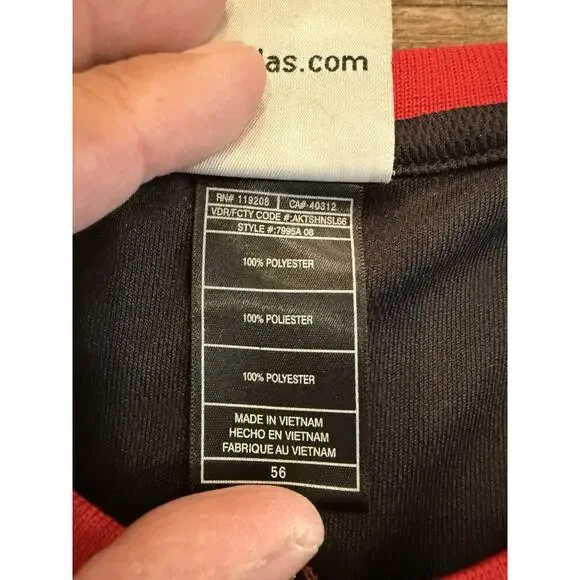 das.com
RN# 119208 CA# 40312
VDR/FCTY CODE #:AKTSHNSL66
STYLE #:7995A 08
100% POLYESTER
100% POLIESTER
100% POLYESTER
MADE IN VIETNAM
HECHO EN VIETNAM
FABRIQUE AU VIETNAM
56